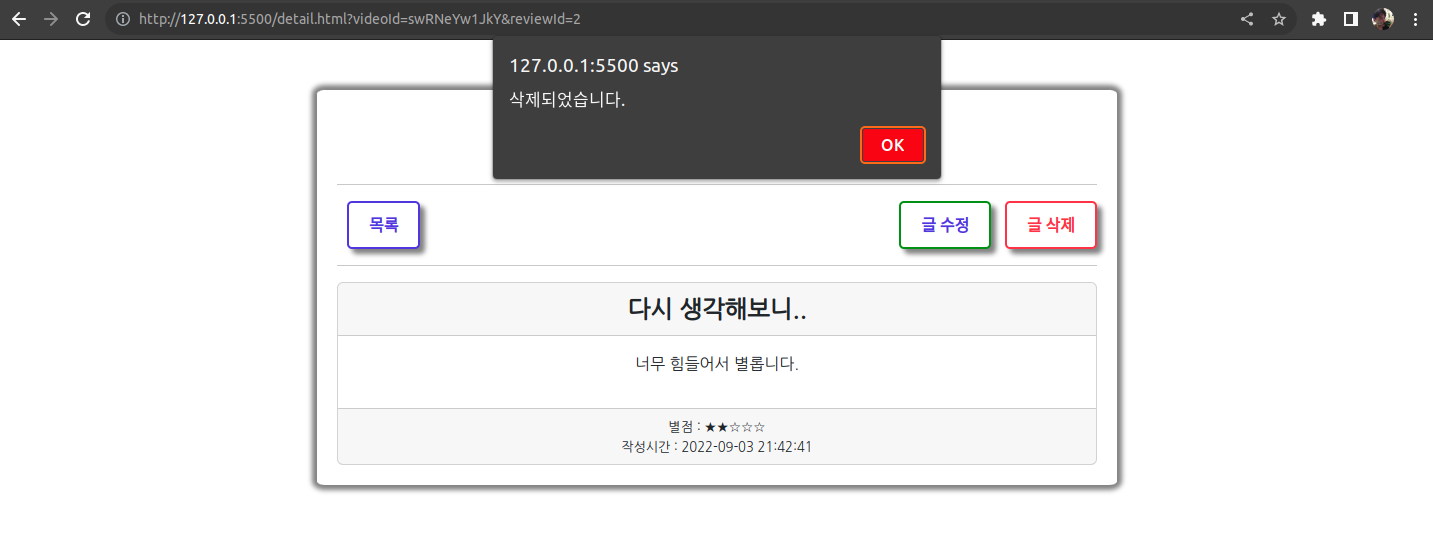 http://127.0.0.1:5500/detail.html?videoId=swRNeYw1JkY&reviewId=2
127.0.0.1:5500 says
삭제되었습니다.
OK
목록
글 수정
글 삭제
다시 생각해보니..
너무 힘들어서 별롭니다.
별점 : ★★☆☆☆
작성시간 : 2022-09-03 21:42:41